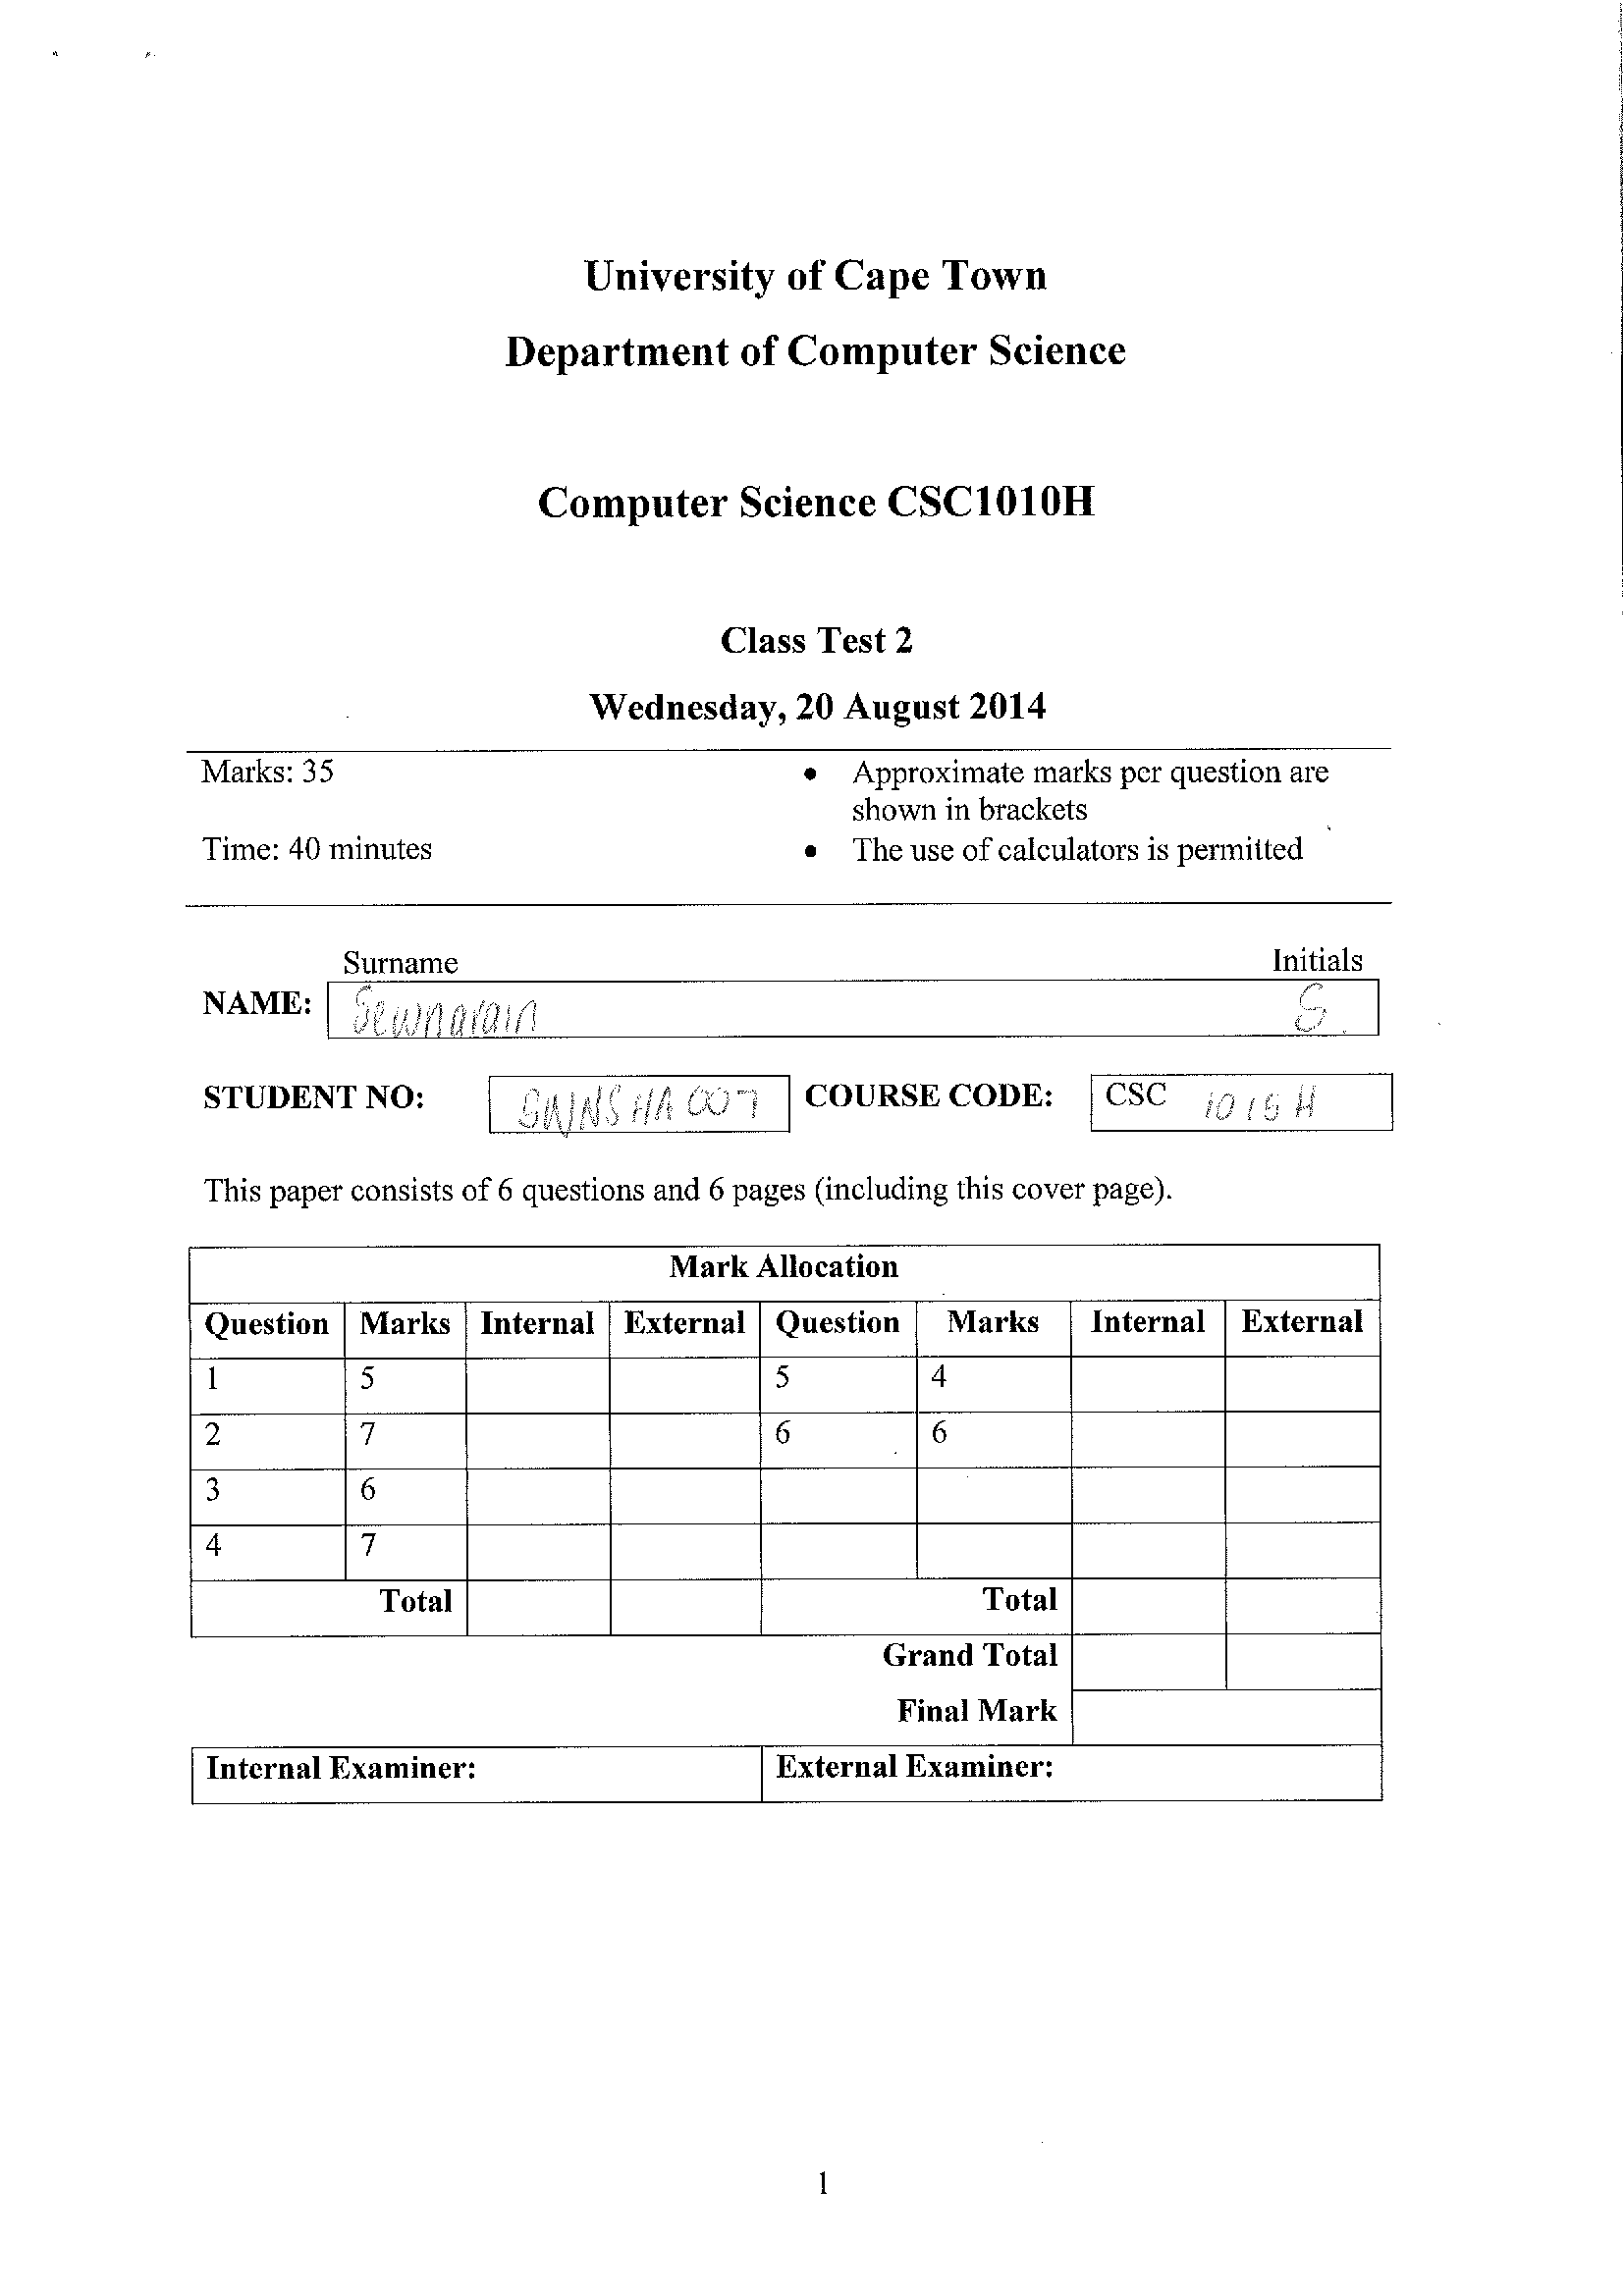 University of Cape Town
Department of Computer Science
Computer Science CSC1010H
Class Test 2
Wednesday, 20 August 2014
Marks: 35
• Approximate marks per question are
shown in brackets
Time: 40 minutes
• The use of calculators is permitted
Surname Initials
NAME: Sewnarain S.
STUDENT NO: SWNSHA007 COURSE CODE: CSC 1015H
This paper consists of 6 questions and 6 pages (including this cover page).
Mark Allocation
Question Marks Internal External Question Marks Internal External
1 5 5 4
2 7 6 6
3 6
4 7
Total Total
Grand Total
Final Mark
Internal Examiner: External Examiner:
1